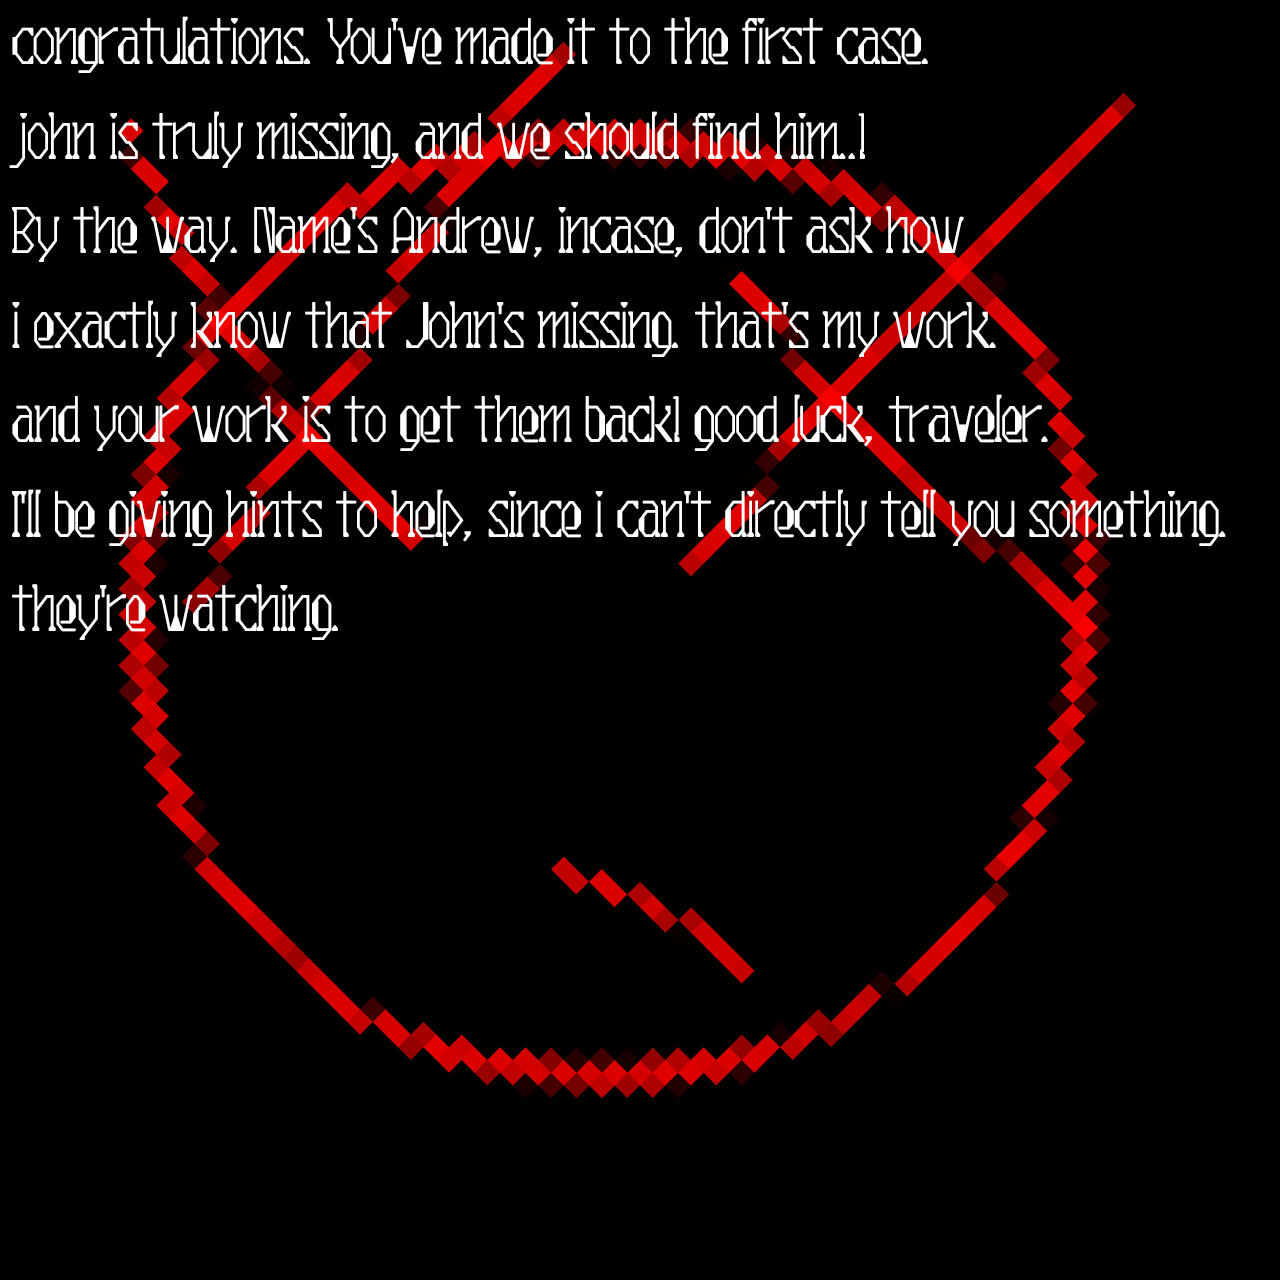 congratulations. You've made it to the first case.
john is truly missing, and we should find him..!
By the way. Name's Andrew, incase, don't ask how
i exactly know that John's missing. that's my work.
and your work is to get them back! good luck, traveler.
I'll be giving hints to help, since i can't directly tell you something.
they're watching.